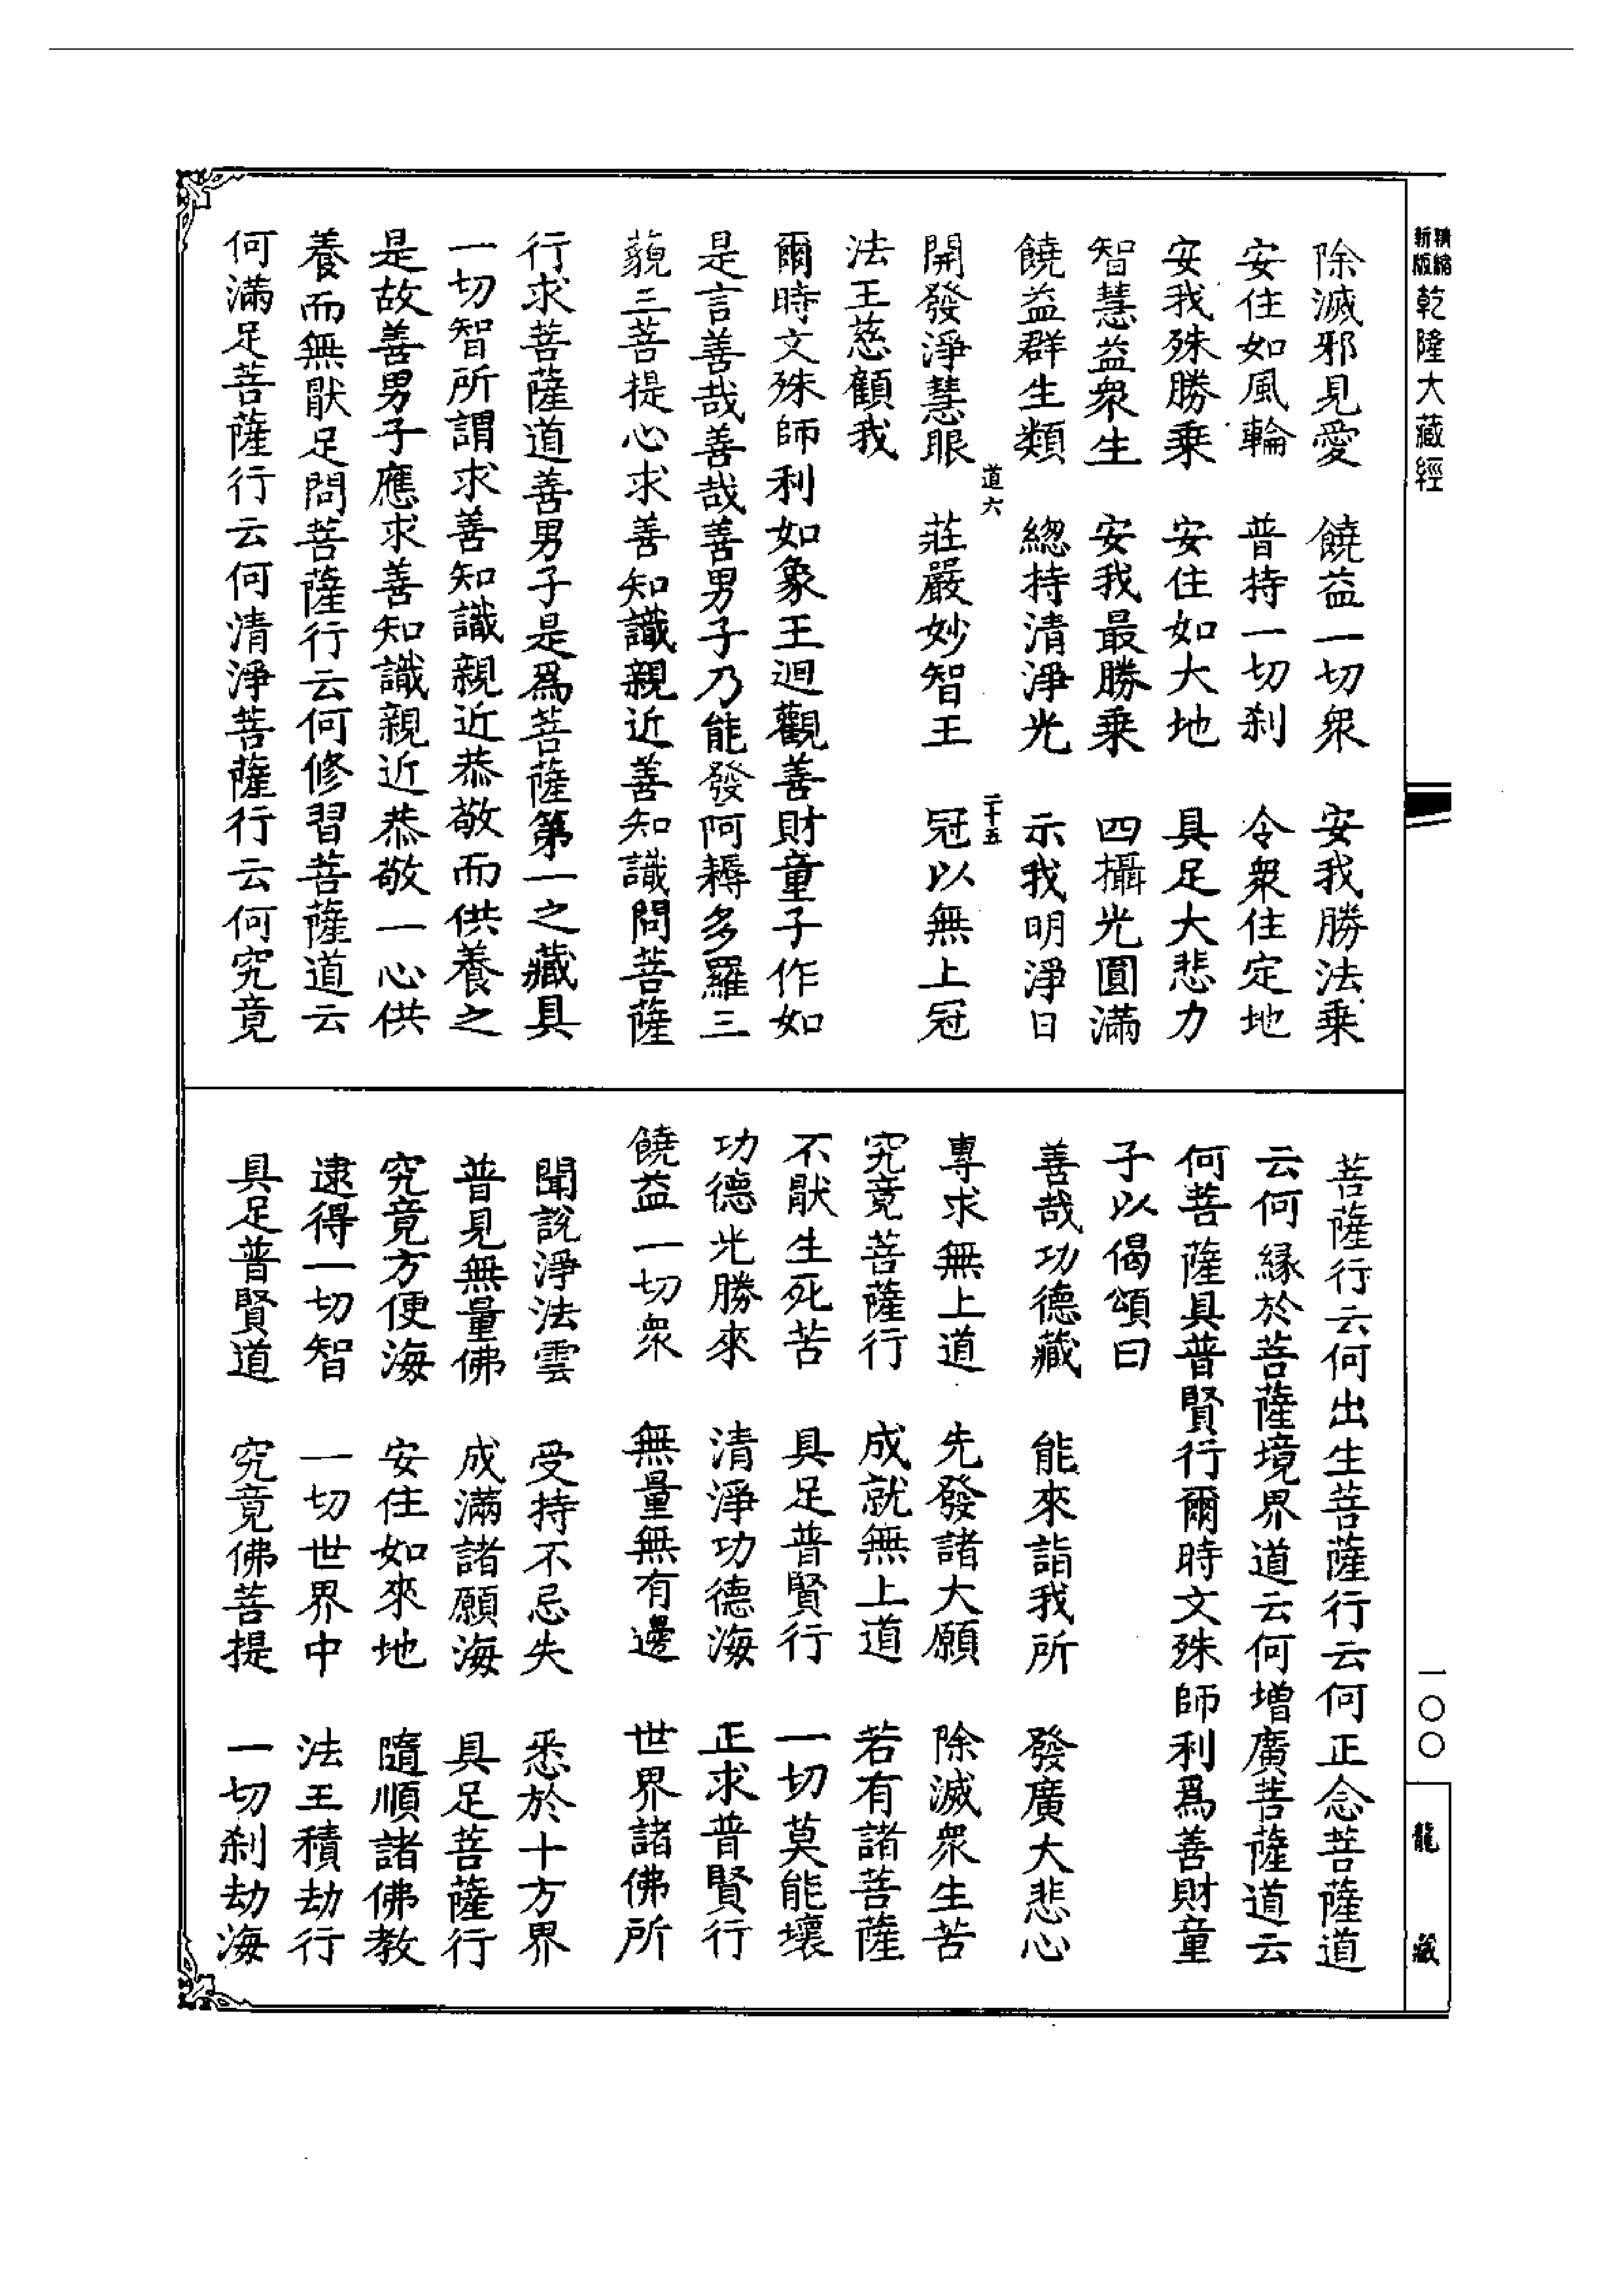 精縮新版乾隆大藏經
除滅邪見愛　饒益一切衆　安我勝法乗
安住如風輪　普持一切刹　令衆住定地
安我殊勝乗　安住如大地　具足大悲力
智慧益衆生　安我最勝乗　四攝光圓滿
饒益群生類　總持清淨光　示我明淨日
道六　二十五
開發淨慧眼　莊嚴妙智王　冠以無上冠
法王慈顧我
爾時文殊師利如象王迴觀善財童子作如
是言善哉善哉善男子乃能發阿耨多羅三
藐三菩提心求善知識親近善知識問菩薩
行求菩薩道善男子是爲菩薩第一之藏具
一切智所謂求善知識親近恭敬而供養之
是故善男子應求善知識親近恭敬一心供
養而無厭足問菩薩行云何修習菩薩道云
何滿足菩薩行云何清淨菩薩行云何究竟
菩薩行云何出生菩薩行云何正念菩薩道
云何緣於菩薩境界道云何增廣菩薩道云
何菩薩具普賢行爾時文殊師利爲善財童
子以偈頌曰
善哉功德藏　能來詣我所　發廣大悲心
專求無上道　先發諸大願　除滅衆生苦
究竟菩薩行　成就無上道　若有諸菩薩
不厭生死苦　具足普賢行　一切莫能壞
功德光勝來　清淨功德海　正求普賢行
饒益一切衆　無量無有邊　世界諸佛所
聞說淨法雲　受持不忘失　悉於十方界
普見無量佛　成滿諸願海　具足菩薩行
究竟方便海　安住如來地　隨順諸佛教
逮得一切智　一切世界中　法王積劫行
具足普賢道　究竟佛菩提　一切刹劫海
一〇〇
龍藏